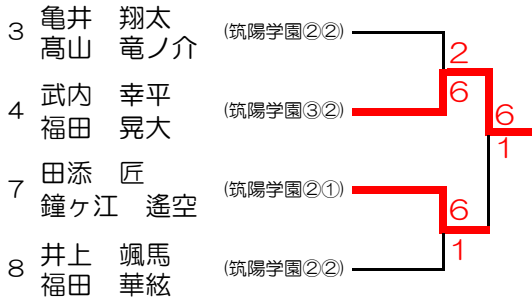 3 亀井 翔太 (筑陽学園②②)
髙山 竜ノ介
2
4 武内 幸平 (筑陽学園③②)
福田 晃大
6
6
1
7 田添 匠 (筑陽学園②①)
鐘ヶ江 遙空
6
8 井上 颯馬 (筑陽学園②②)
福田 華絃
1